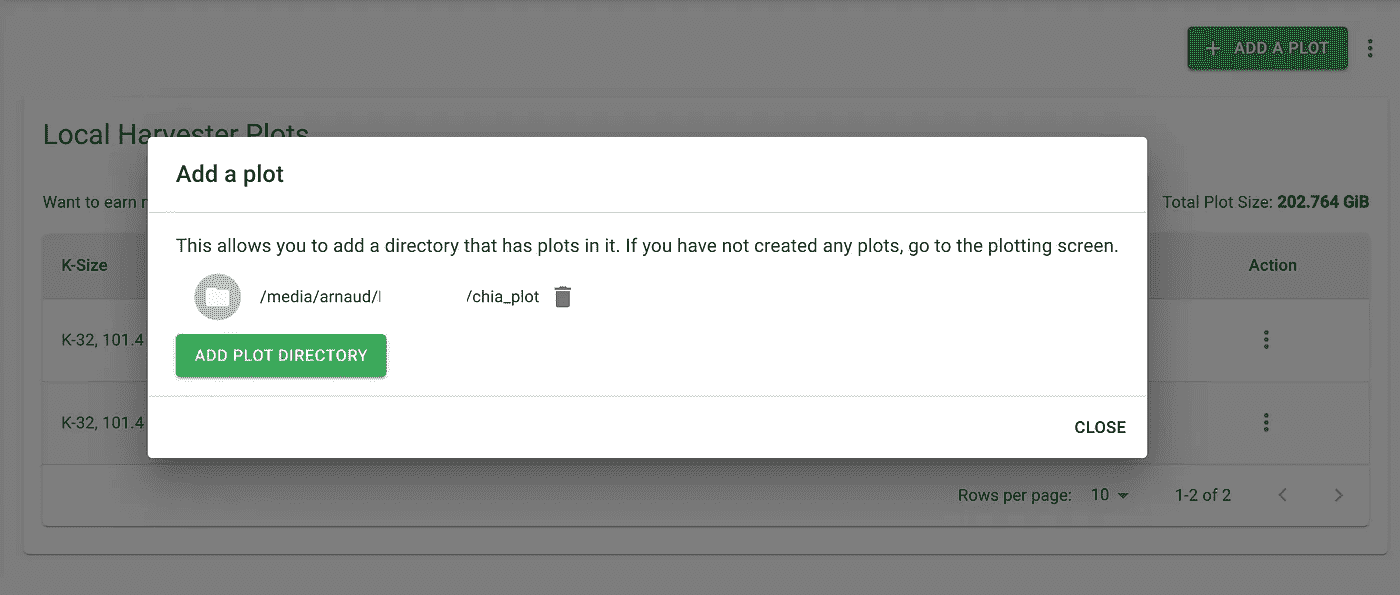 + ADD A PLOT
Local Harvester Plots
Add a plot
Want to earn
Total Plot Size: 202.764 GiB
This allows you to add a directory that has plots in it. If you have not created any plots, go to the plotting screen.
K-Size
Action
/media/arnaud/ /chia_plot
K-32, 101.4
ADD PLOT DIRECTORY
K-32, 101.4
CLOSE
Rows per page: 10 1-2 of 2